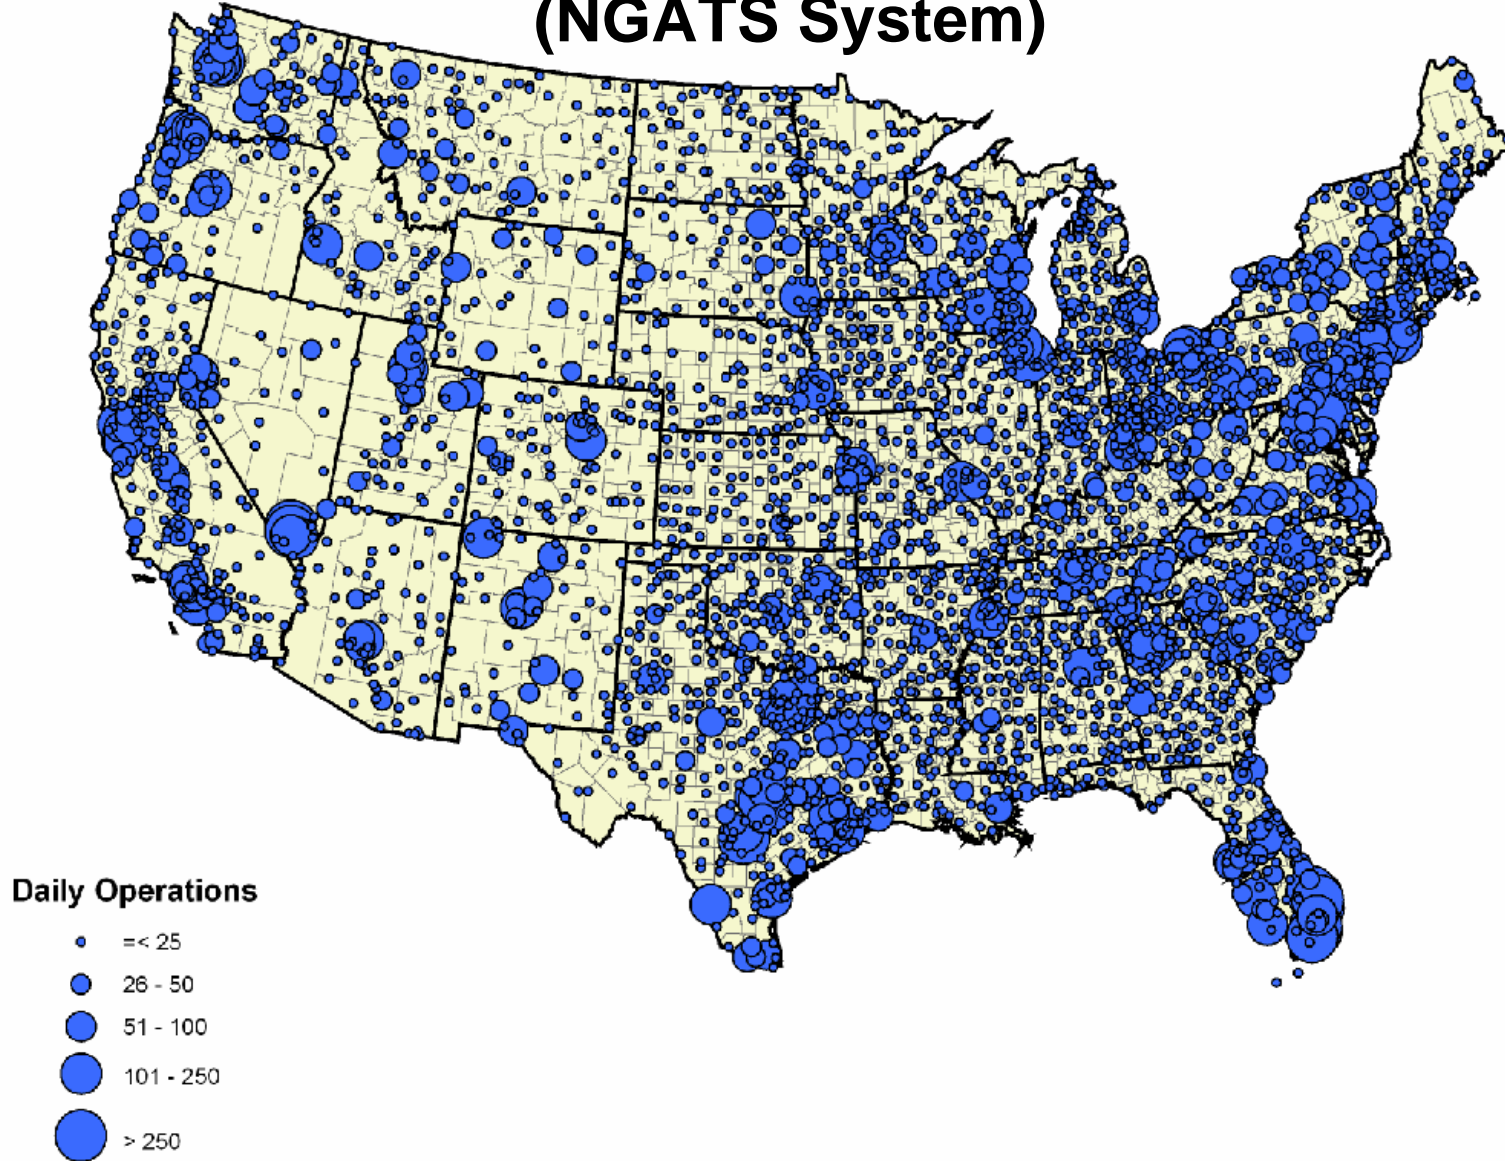 (NGATS System)
Daily Operations
=< 25
26 - 50
51 - 100
101 - 250
> 250